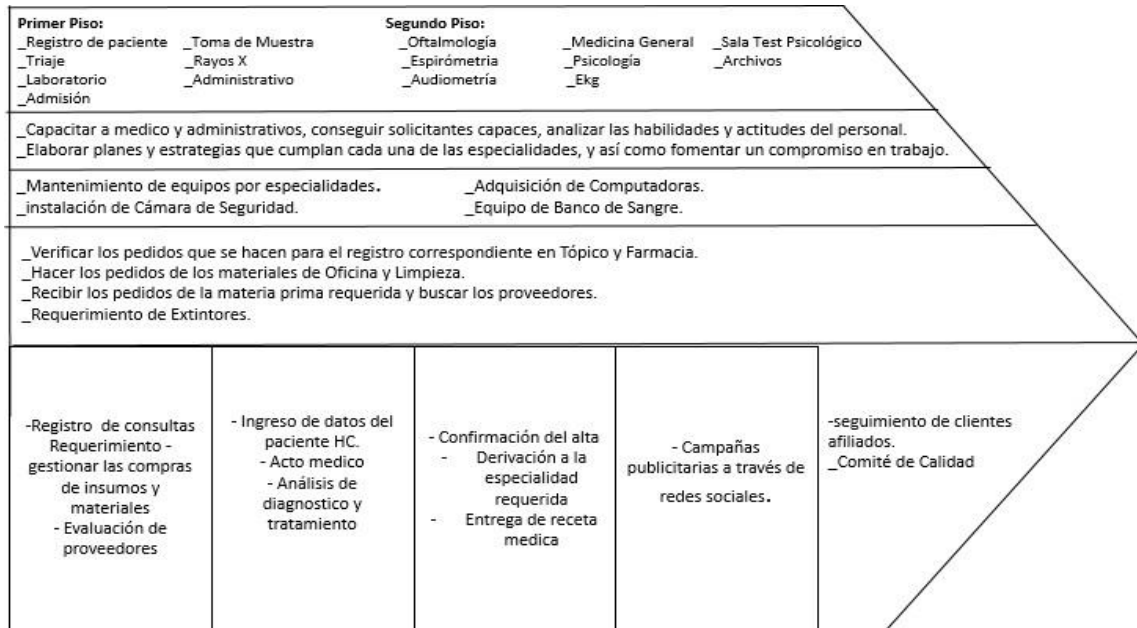 Primer Piso: Segundo Piso:
_Registro de paciente _Toma de Muestra _Oftalmología _Medicina General _Sala Test Psicológico
_Triaje _Rayos X _Espirómetria _Psicología _Archivos
_Laboratorio _Administrativo _Audiometría _Ekg
_Admisión
_Capacitar a medico y administrativos, conseguir solicitantes capaces, analizar las habilidades y actitudes del personal.
_Elaborar planes y estrategias que cumplan cada una de las especialidades, y así como fomentar un compromiso en trabajo.
_Mantenimiento de equipos por especialidades. _Adquisición de Computadoras.
_instalación de Cámara de Seguridad. _Equipo de Banco de Sangre.
_Verificar los pedidos que se hacen para el registro correspondiente en Tópico y Farmacia.
_Hacer los pedidos de los materiales de Oficina y Limpieza.
_Recibir los pedidos de la materia prima requerida y buscar los proveedores.
_Requerimiento de Extintores.
-Registro de consultas
Requerimiento -
gestionar las compras
de insumos y
materiales
- Evaluación de
proveedores
- Ingreso de datos del
paciente HC.
- Acto medico
- Análisis de
diagnostico y
tratamiento
- Confirmación del alta
- Derivación a la
especialidad
requerida
- Entrega de receta
medica
- Campañas
publicitarias a través de
redes sociales.
-seguimiento de clientes
afiliados.
_Comité de Calidad